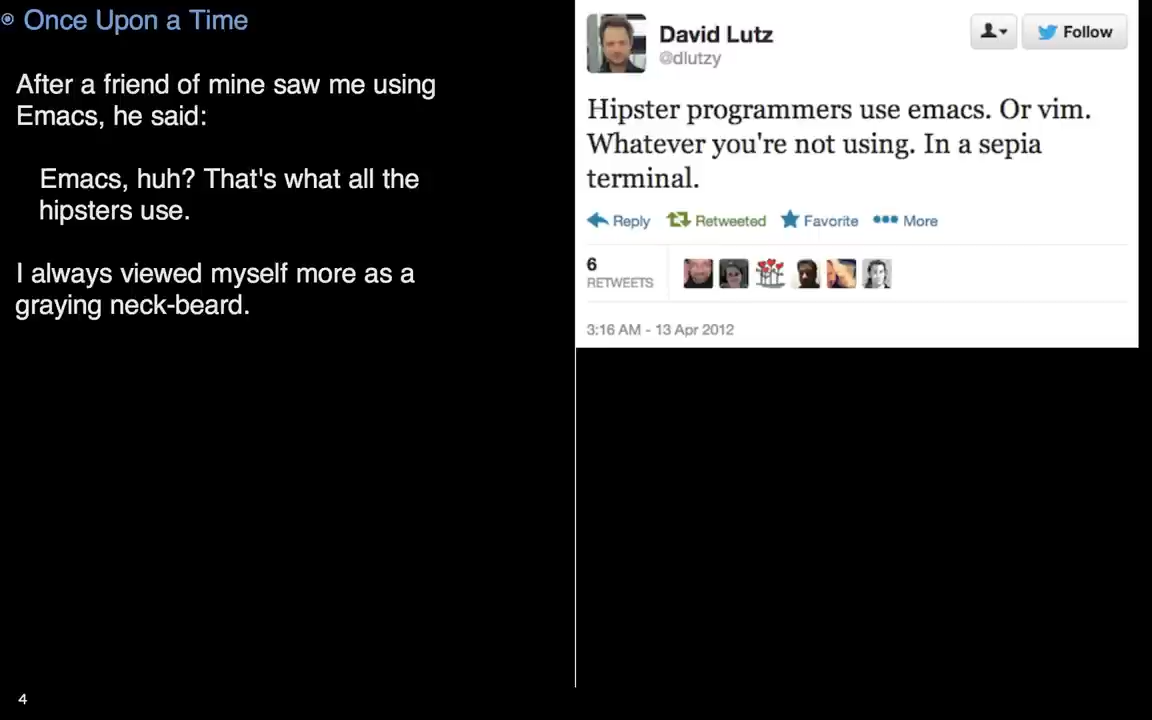 Once Upon a Time
After a friend of mine saw me using
Emacs, he said:
Emacs, huh? That's what all the
hipsters use.
I always viewed myself more as a
graying neck-beard.
4
David Lutz
@dlutzy
Follow
Hipster programmers use emacs. Or vim.
Whatever you're not using. In a sepia
terminal.
Reply Retweeted Favorite More
6
RETWEETS
3:16 AM - 13 Apr 2012